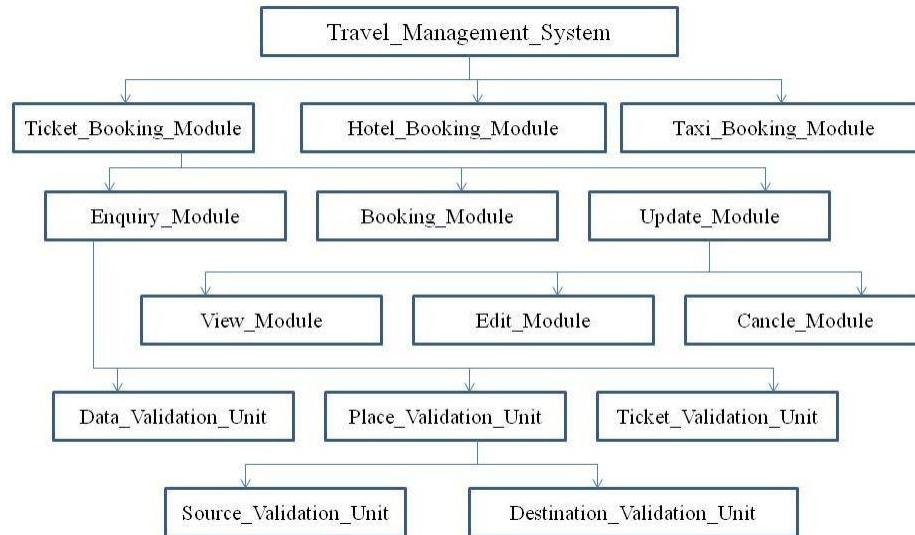 Travel_Management_System
Ticket_Booking_Module
Hotel_Booking_Module
Taxi_Booking_Module
Enquiry_Module
Booking_Module
Update_Module
View_Module
Edit_Module
Cancle_Module
Data_Validation_Unit
Place_Validation_Unit
Ticket_Validation_Unit
Source_Validation_Unit
Destination_Validation_Unit